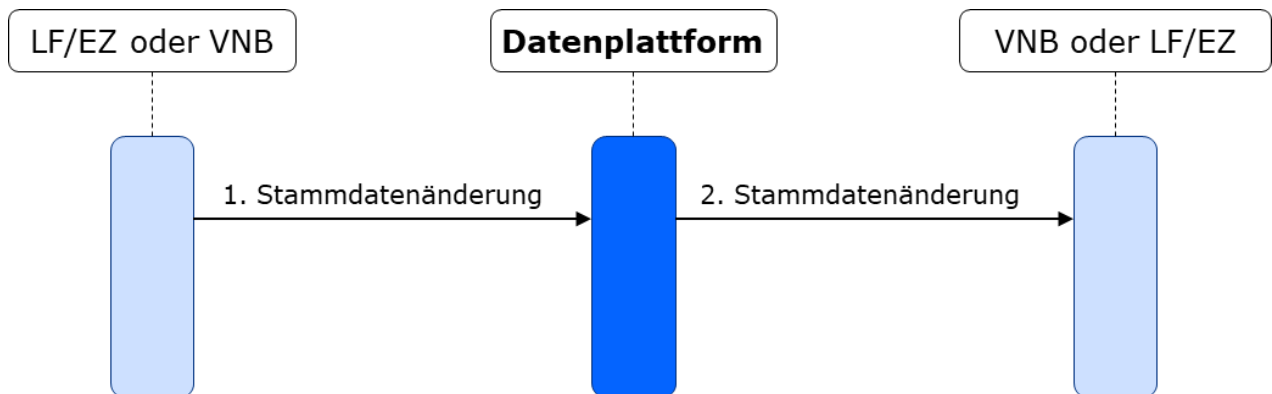 LF/EZ oder VNB
Datenplattform
VNB oder LF/EZ
1. Stammdatenänderung
2. Stammdatenänderung